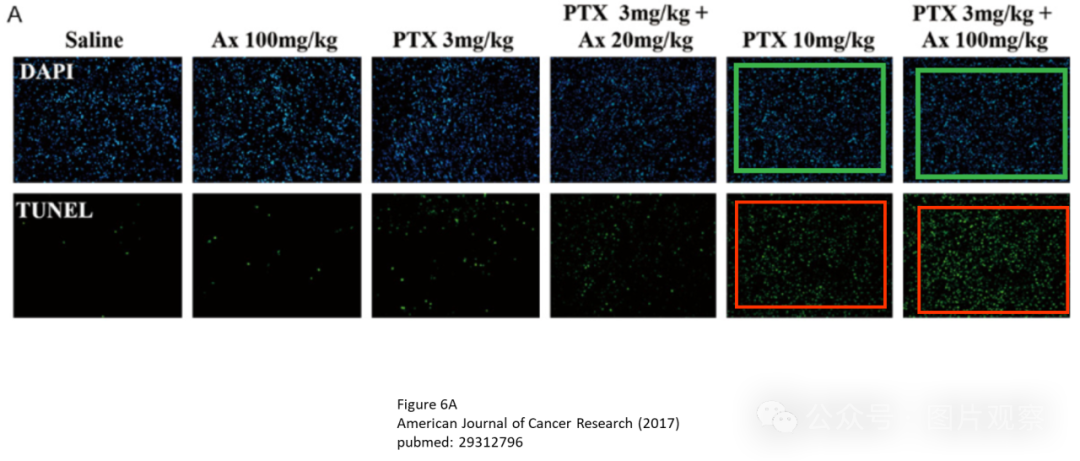 A
Saline
Ax 100mg/kg
PTX 3mg/kg
PTX 3mg/kg +
Ax 20mg/kg
PTX 10mg/kg
PTX 3mg/kg +
Ax 100mg/kg
DAPI
TUNEL
Figure 6A
American Journal of Cancer Research (2017)
pubmed: 29312796
公众号 · 图片观察